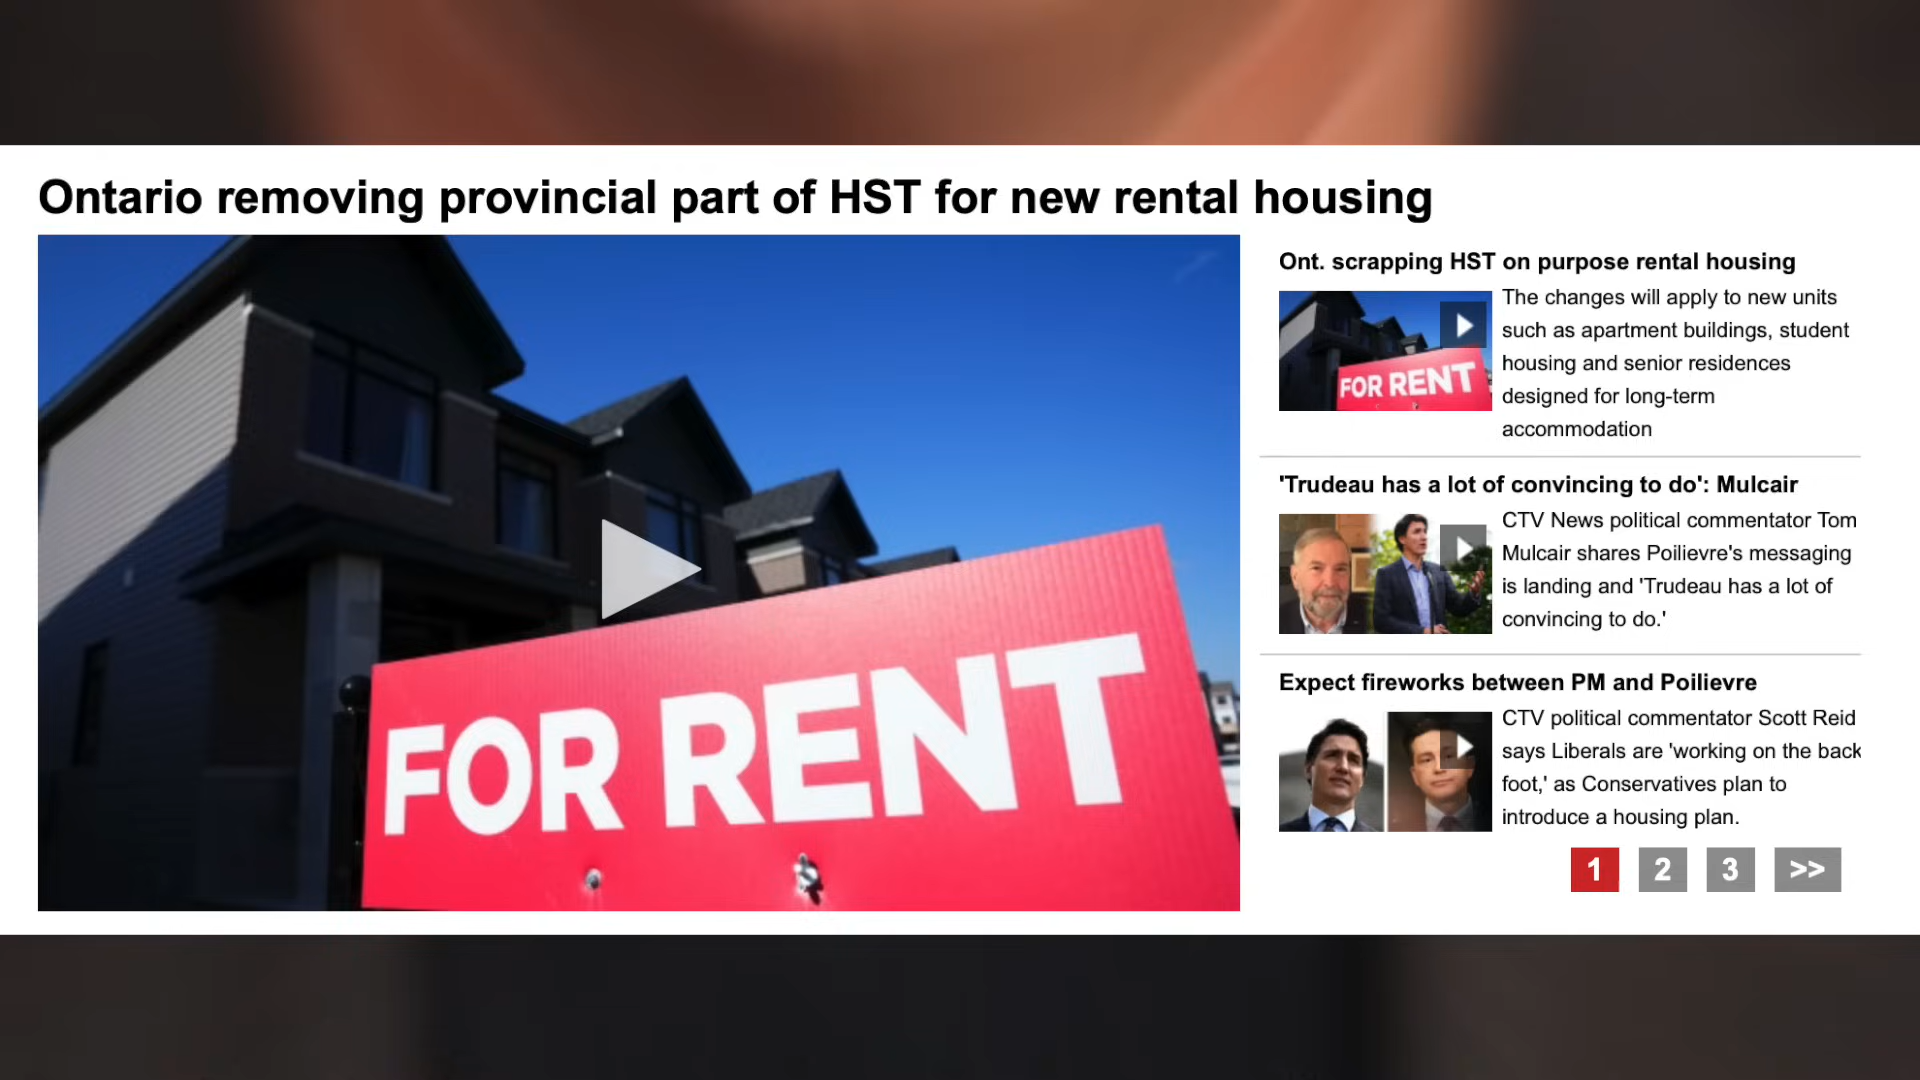 Ontario removing provincial part of HST for new rental housing
FOR RENT
Ont. scrapping HST on purpose rental housing
FOR RENT
The changes will apply to new units
such as apartment buildings, student
housing and senior residences
designed for long-term
accommodation
'Trudeau has a lot of convincing to do': Mulcair
CTV News political commentator Tom
Mulcair shares Poilievre's messaging
is landing and 'Trudeau has a lot of
convincing to do.'
Expect fireworks between PM and Poilievre
CTV political commentator Scott Reid
says Liberals are 'working on the back
foot,' as Conservatives plan to
introduce a housing plan.
1 2 3 >>